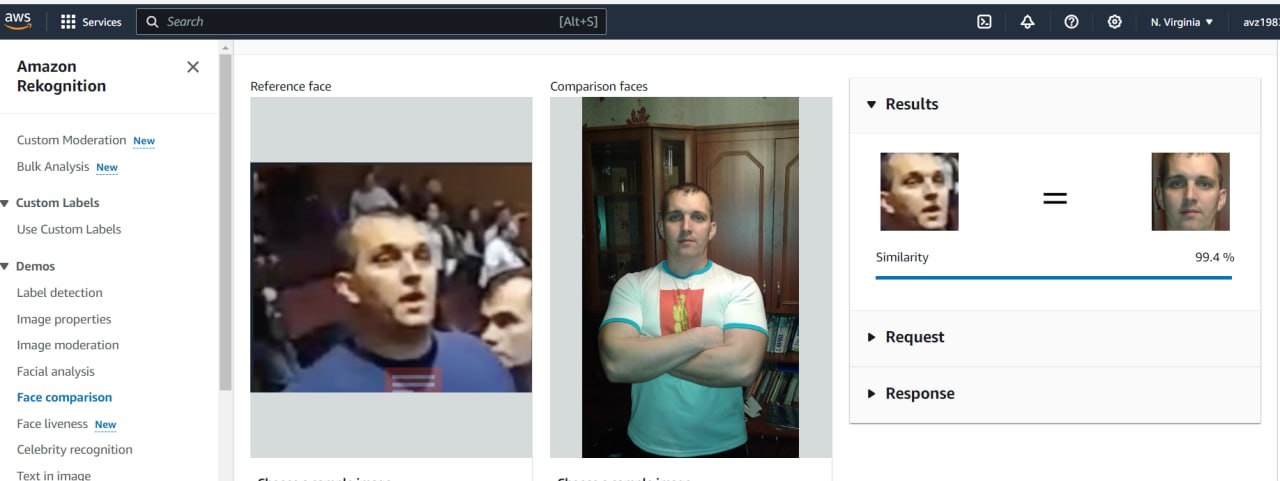 aws
Services
Search
[Alt+S]
N. Virginia
Amazon
Rekognition
Custom Moderation New
Bulk Analysis New
Custom Labels
Use Custom Labels
Demos
Label detection
Image properties
Image moderation
Facial analysis
Face comparison
Face liveness New
Celebrity recognition
Text in image
Reference face
Comparison faces
Results
=
Similarity
99.4 %
Request
Response